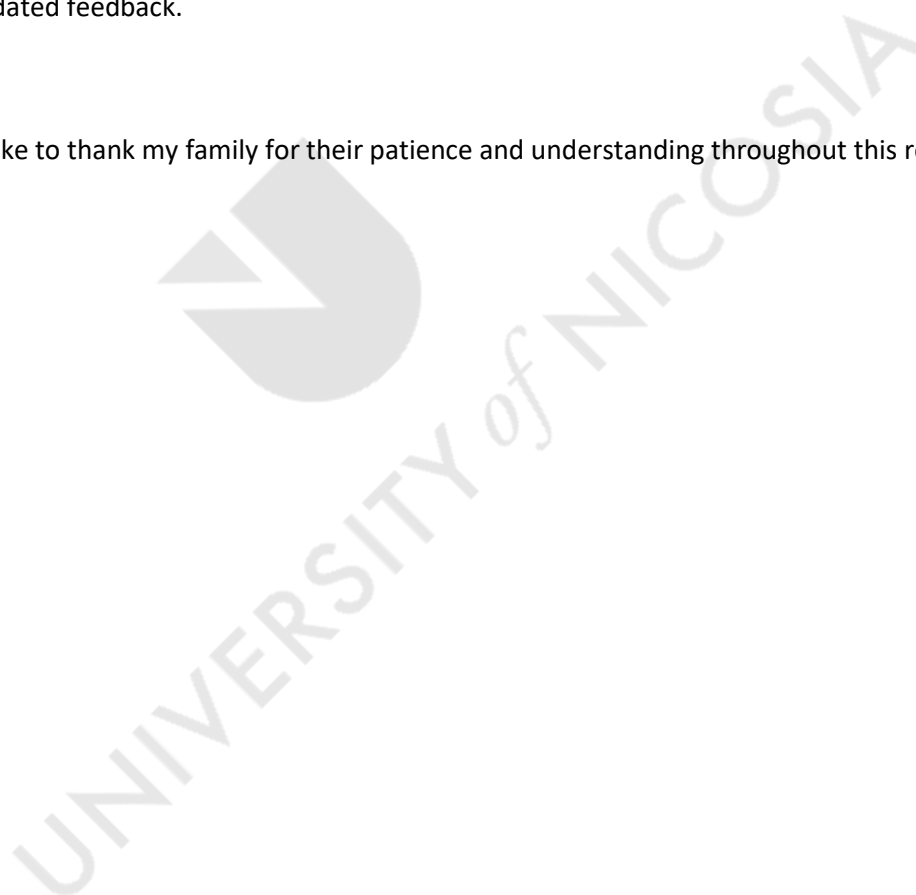 dated feedback.
ke to thank my family for their patience and understanding throughout this r
UNIVERSITY of NICOSIA